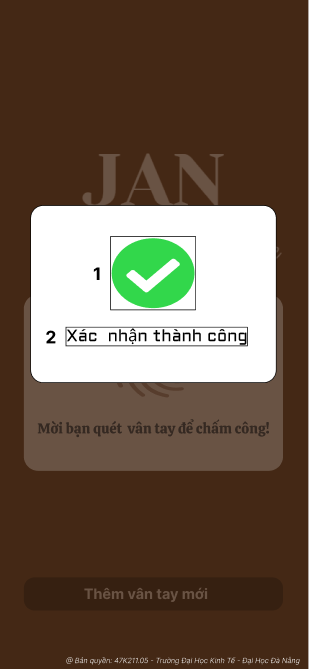 JAN
1
2 Xác nhận thành công
Mời bạn quét vân tay để chấm công!
Thêm vân tay mới
@ Bản quyền: 47K211.05 - Trường Đại Học Kinh Tế - Đại Học Đà Nẵng